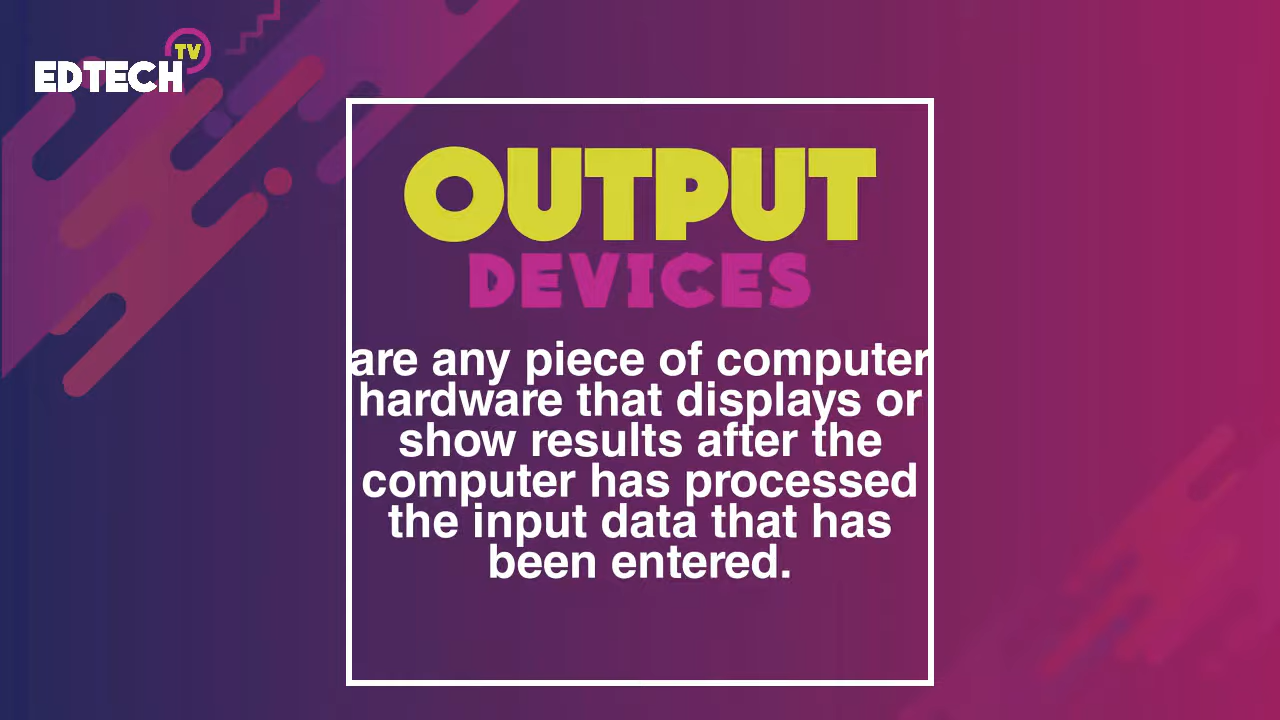 TV
EDTECH
OUTPUT
DEVICES
are any piece of computer
hardware that displays or
show results after the
computer has processed
the input data that has
been entered.